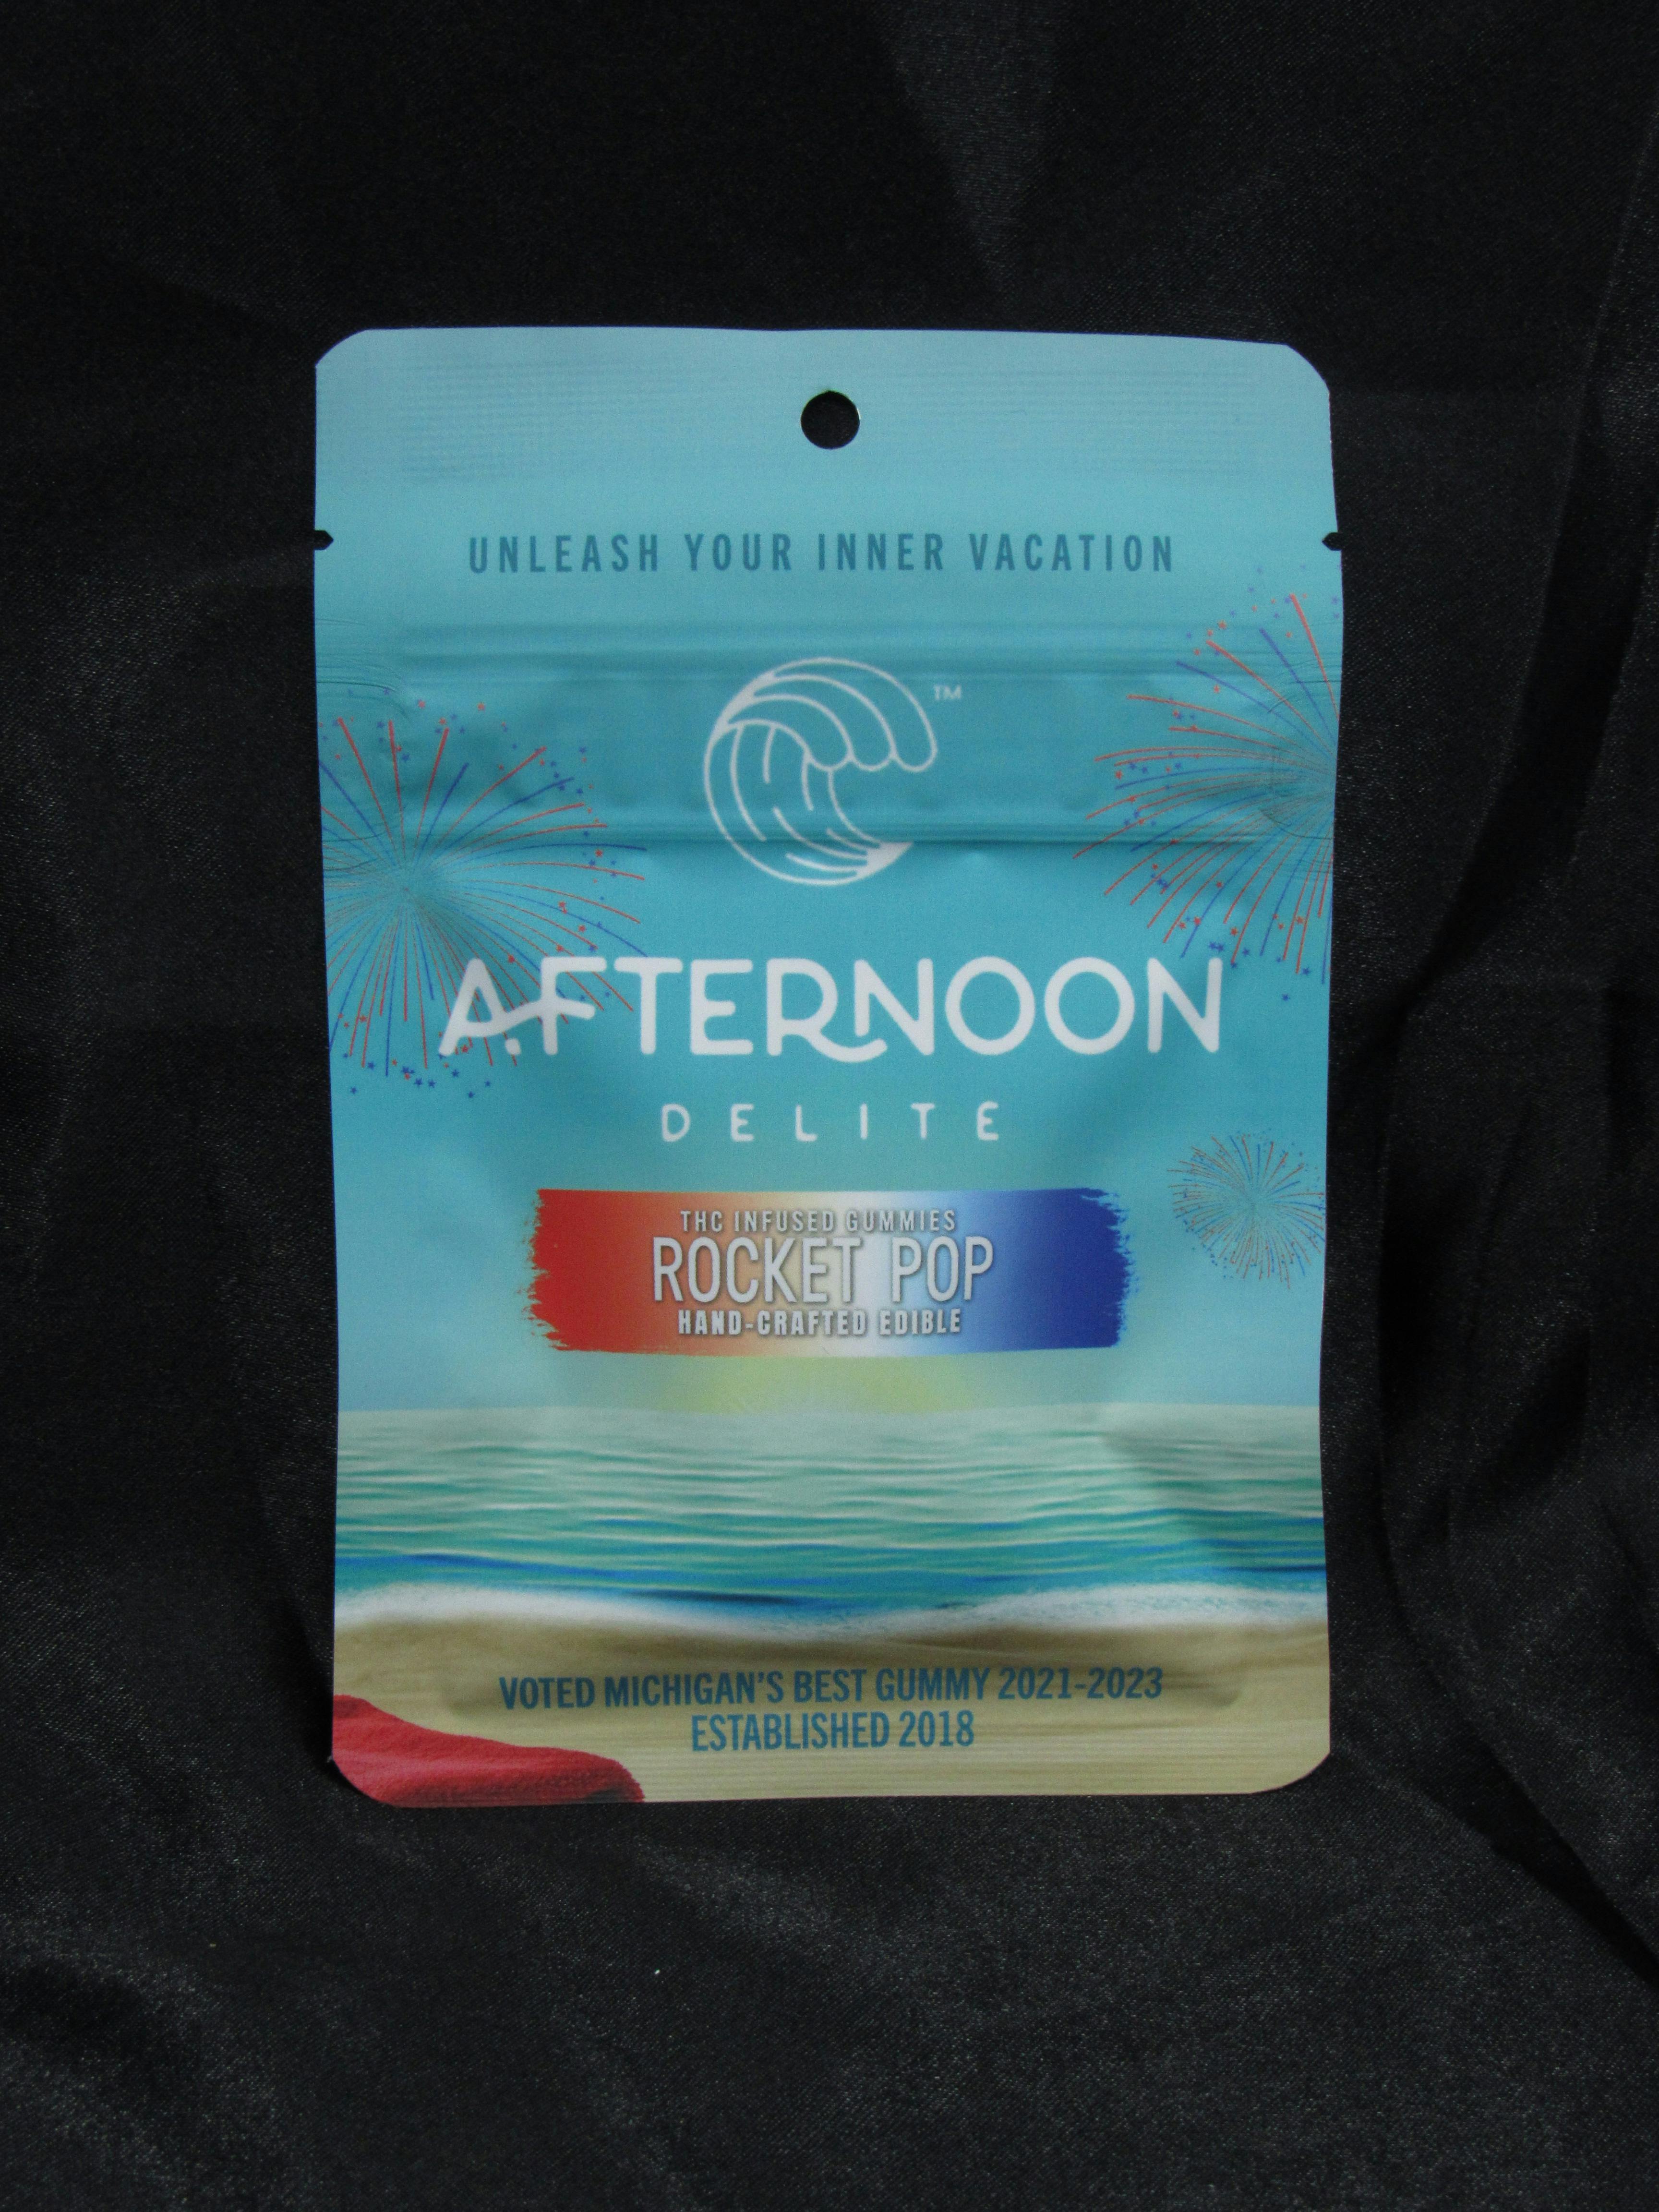 UNLEASH YOUR INNER VACATION
TM
AFTERNOON
DELITE
THC INFUSED GUMMIES
ROCKET POP
HAND-CRAFTED EDIBLE
VOTED MICHIGAN'S BEST GUMMY 2021-2023
ESTABLISHED 2018